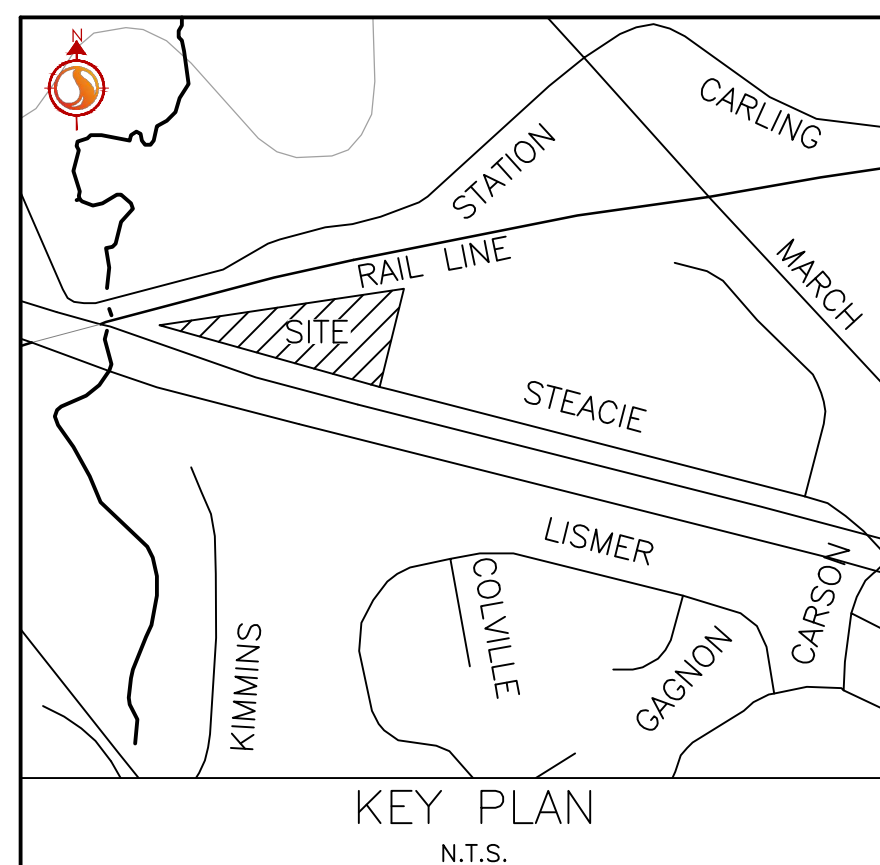 N
CARLING
STATION
MARCH
RAIL LINE
SITE
STEACIE
LISMER
CARSON
COLVILLE
GAGNON
KIMMINS
KEY PLAN
N.T.S.